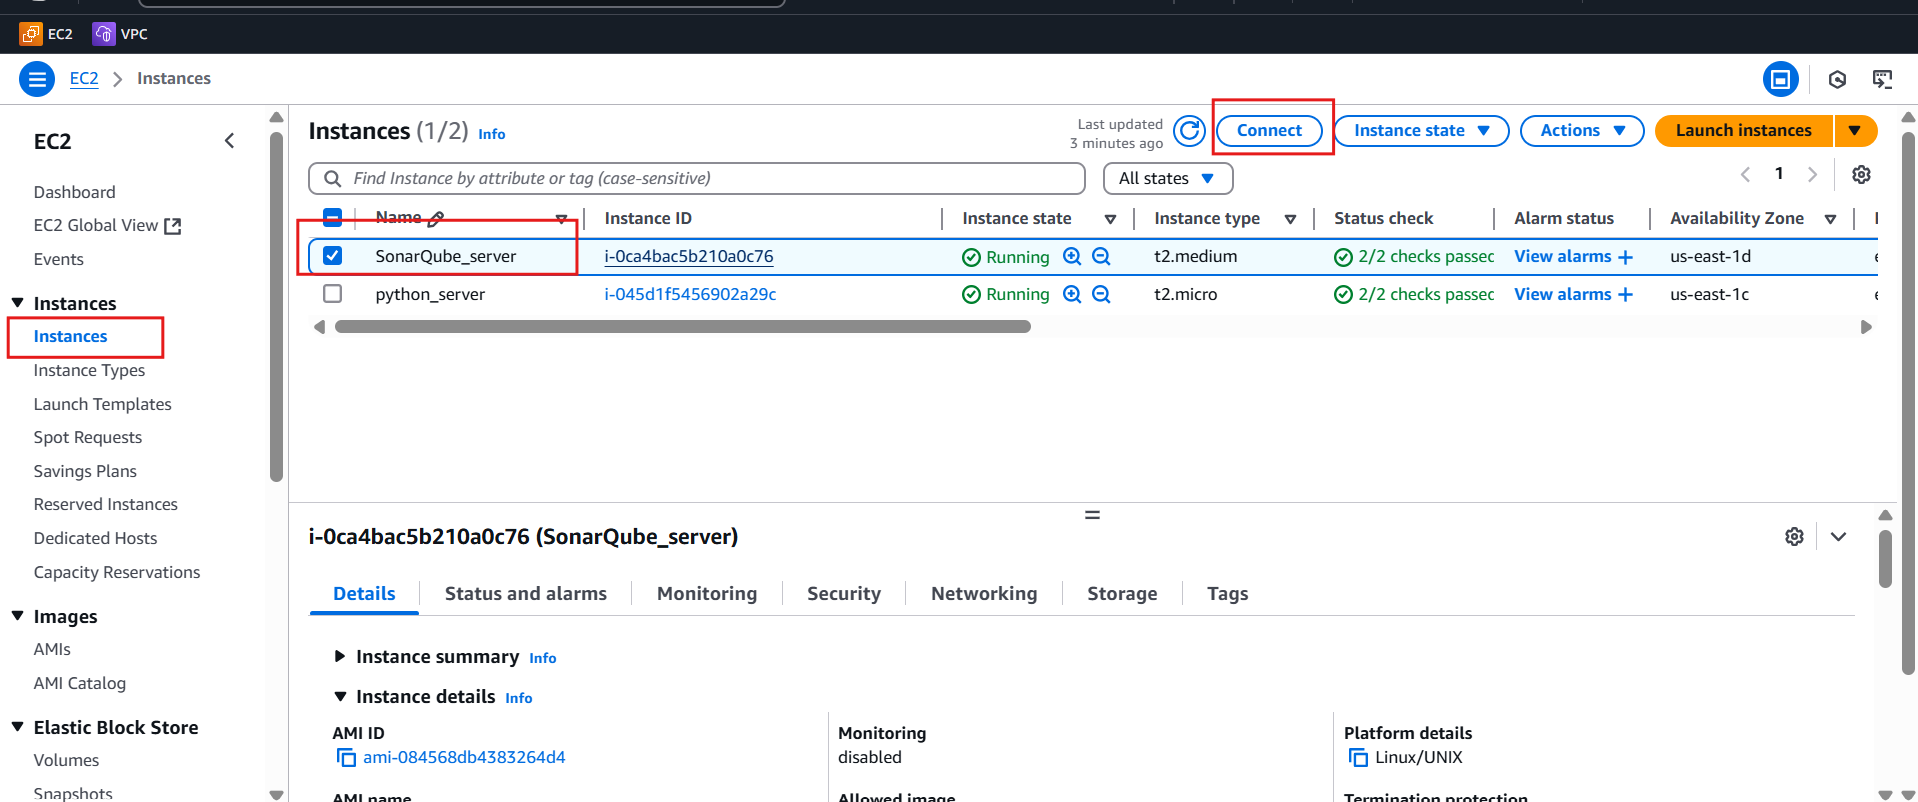 EC2 VPC
EC2 > Instances
EC2
Dashboard
EC2 Global View
Events
Instances
Instances
Instance Types
Launch Templates
Spot Requests
Savings Plans
Reserved Instances
Dedicated Hosts
Capacity Reservations
Images
AMIs
AMI Catalog
Elastic Block Store
Volumes
Snapshots
Instances (1/2) Info
Last updated
3 minutes ago
Connect Instance state Actions Launch instances
Find Instance by attribute or tag (case-sensitive) All states 1
Name Instance ID Instance state Instance type Status check Alarm status Availability Zone
SonarQube_server i-0ca4bac5b210a0c76 Running t2.medium 2/2 checks passec View alarms + us-east-1d
python_server i-045d1f5456902a29c Running t2.micro 2/2 checks passec View alarms + us-east-1c
i-0ca4bac5b210a0c76 (SonarQube_server)
Details Status and alarms Monitoring Security Networking Storage Tags
Instance summary Info
Instance details Info
AMI ID
ami-084568db4383264d4
Monitoring
disabled
Platform details
Linux/UNIX
AMI name Allowed image Termination protection